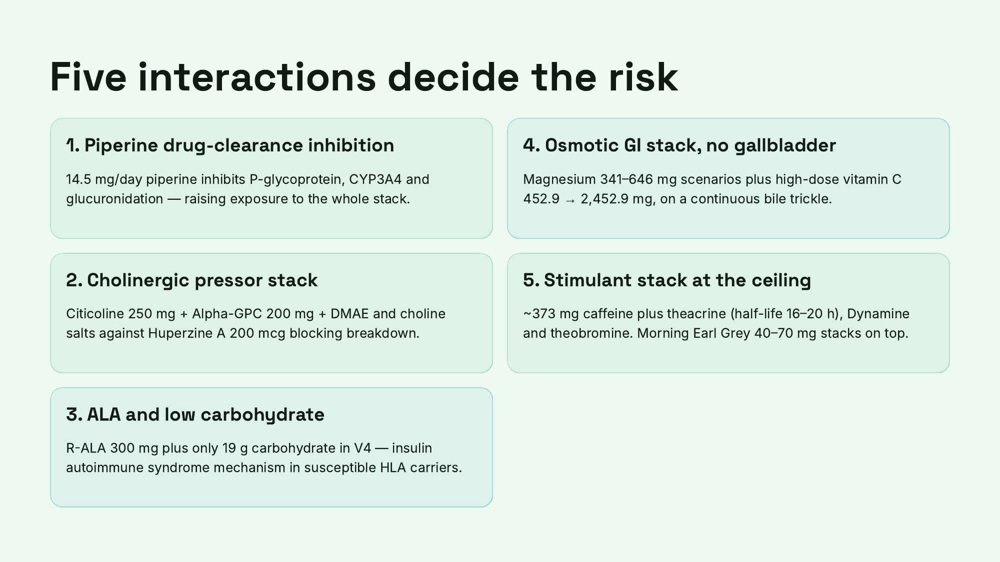 Five interactions decide the risk
1. Piperine drug-clearance inhibition
14.5 mg/day piperine inhibits P-glycoprotein, CYP3A4 and
glucuronidation — raising exposure to the whole stack.
2. Cholinergic pressor stack
Citicoline 250 mg + Alpha-GPC 200 mg + DMAE and choline
salts against Huperzine A 200 mcg blocking breakdown.
3. ALA and low carbohydrate
R-ALA 300 mg plus only 19 g carbohydrate in V4 — insulin
autoimmune syndrome mechanism in susceptible HLA carriers.
4. Osmotic GI stack, no gallbladder
Magnesium 341–646 mg scenarios plus high-dose vitamin C
452.9 → 2,452.9 mg, on a continuous bile trickle.
5. Stimulant stack at the ceiling
~373 mg caffeine plus theacrine (half-life 16–20 h), Dynamine
and theobromine. Morning Earl Grey 40–70 mg stacks on top.